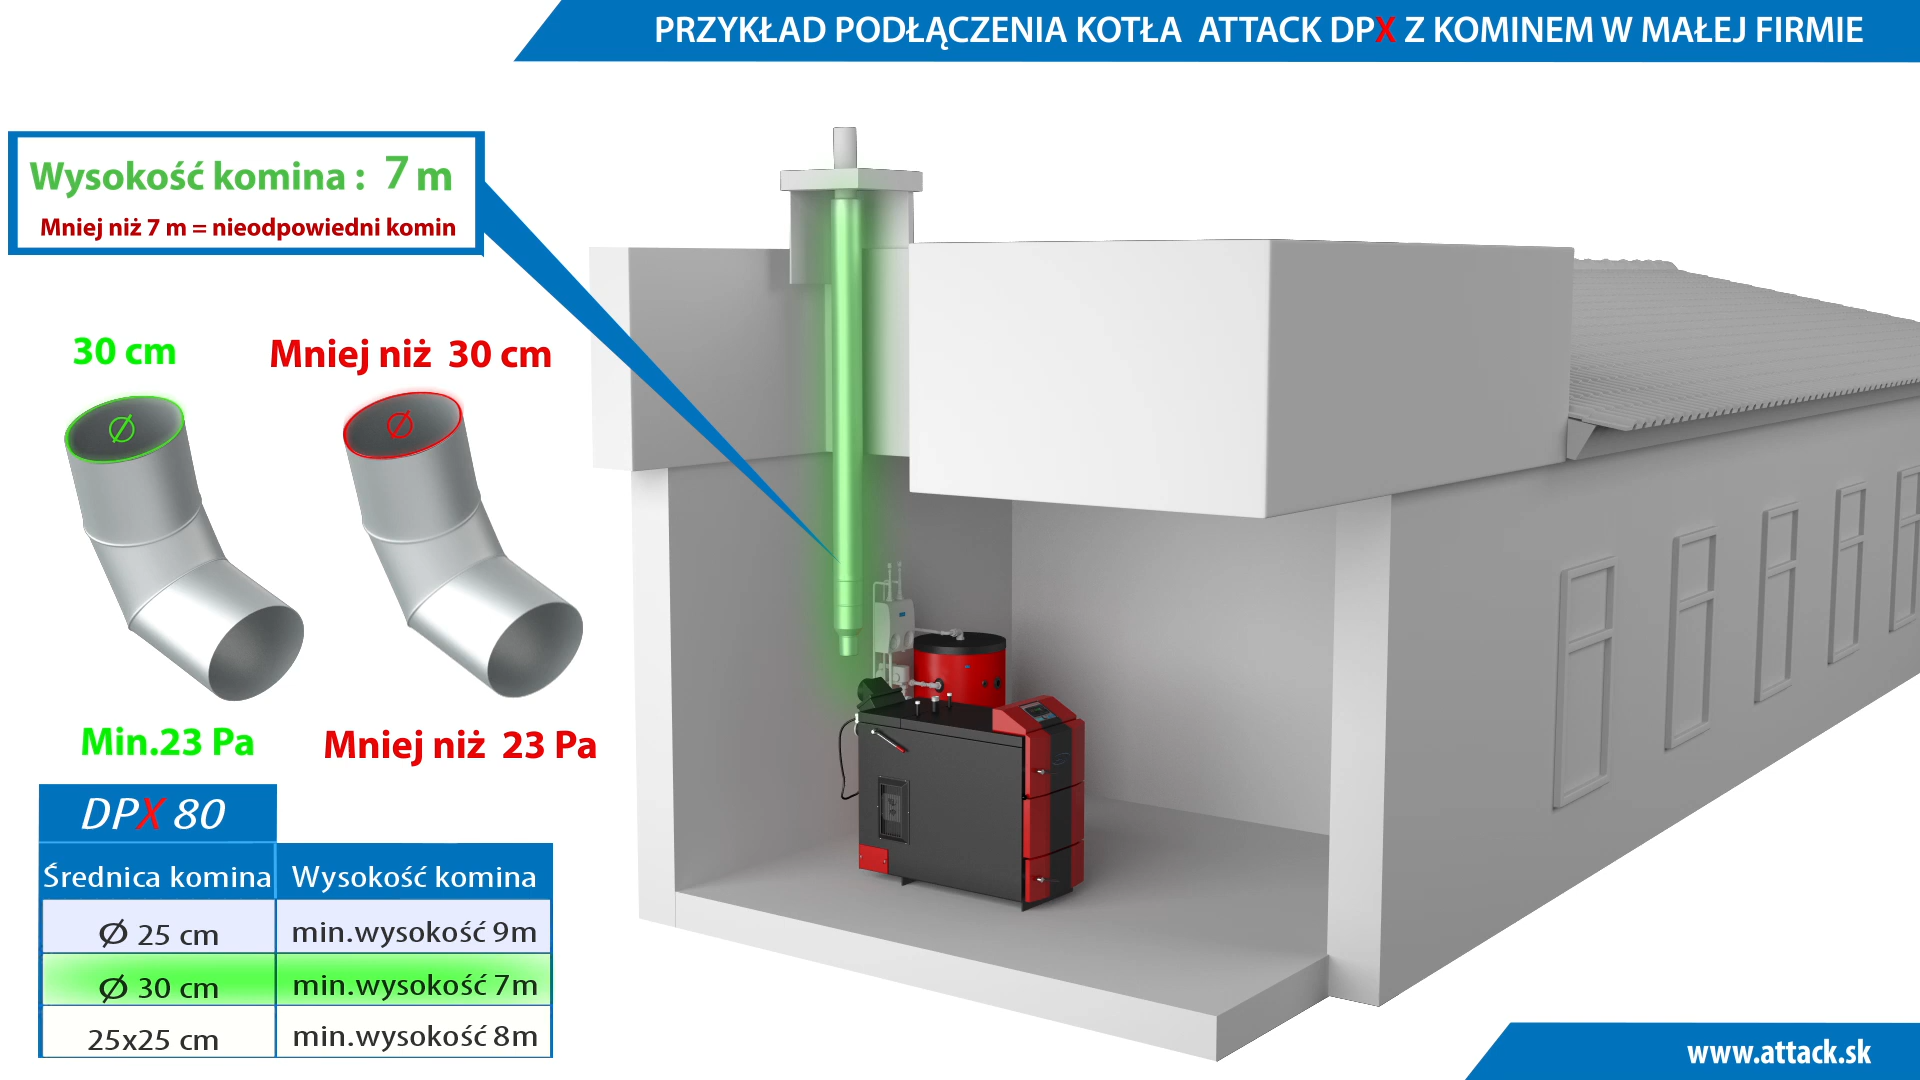 PRZYKŁAD PODŁĄCZENIA KOTŁA ATTACK DPX Z KOMINEM W MAŁEJ FIRMIE
Wysokość komina : 7 m
Mniej niż 7 m = nieodpowiedni komin
30 cm
Mniej niż 30 cm
Ø
Ø
Min.23 Pa
Mniej niż 23 Pa
DPX 80
Średnica komina Wysokość komina
Ø 25 cm min.wysokość 9m
Ø 30 cm min.wysokość 7m
25x25 cm min.wysokość 8m
www.attack.sk